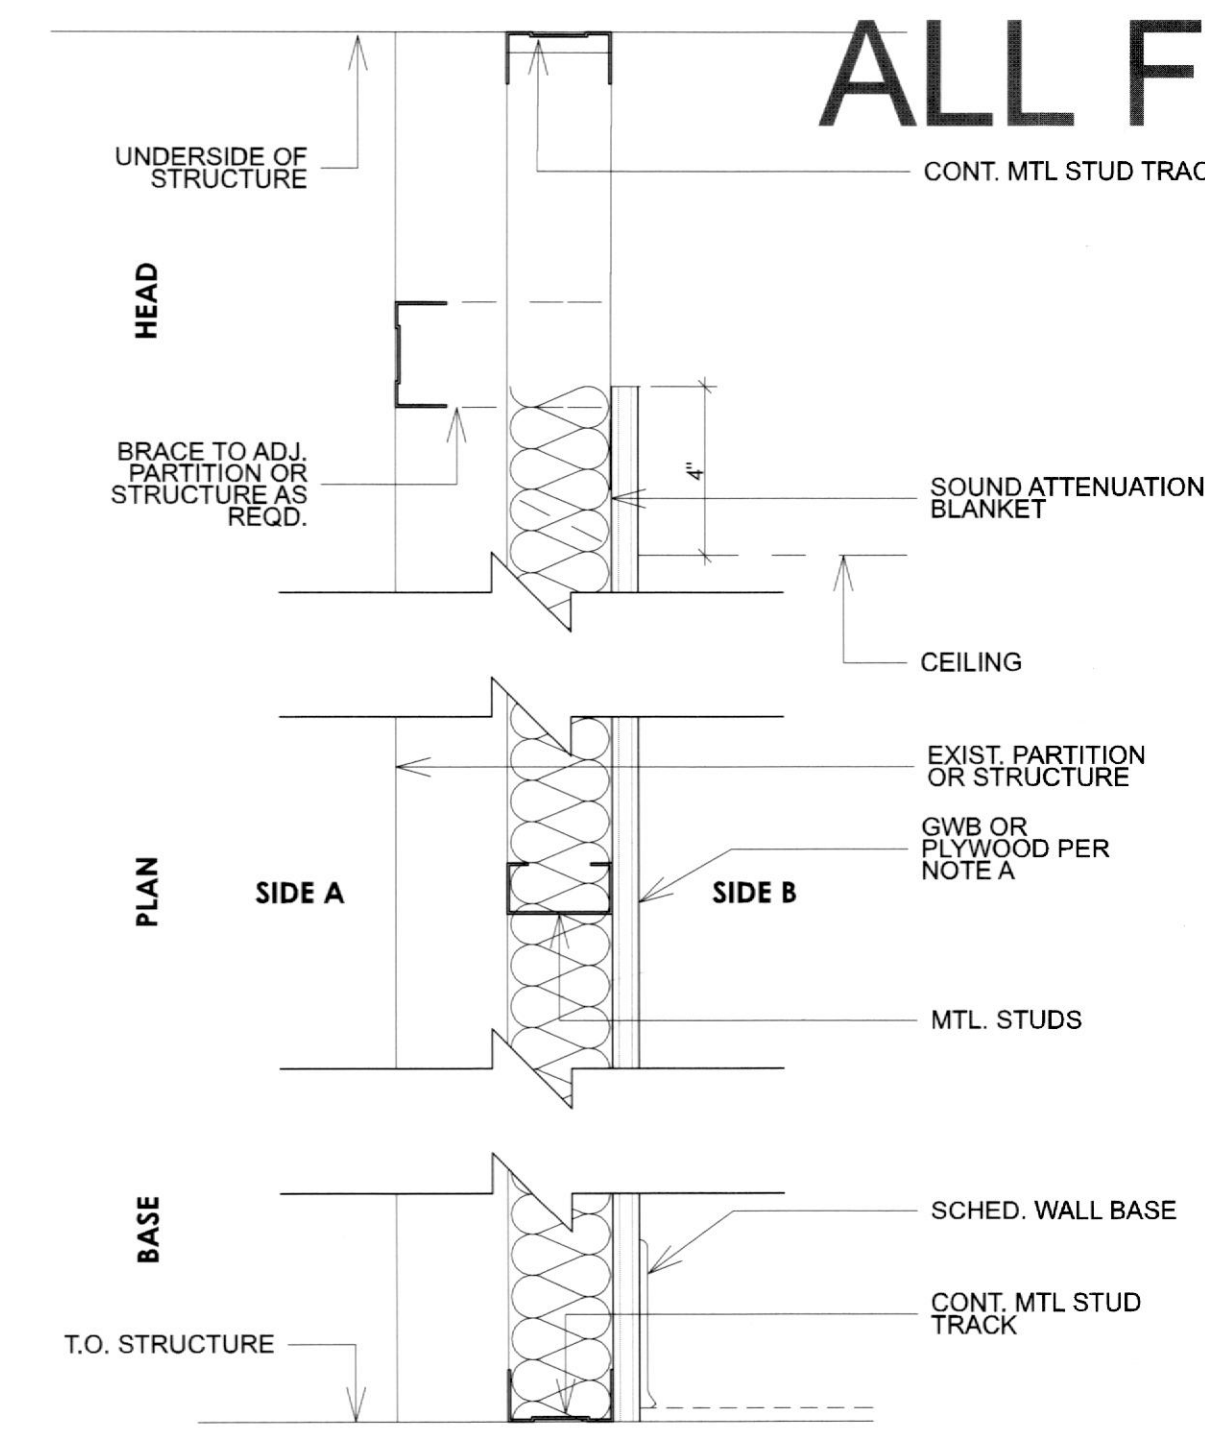 ALL F
UNDERSIDE OF
STRUCTURE
CONT. MTL STUD TRAC
HEAD
BRACE TO ADJ.
PARTITION OR
STRUCTURE AS
REQD.
4"
SOUND ATTENUATION
BLANKET
CEILING
EXIST. PARTITION
OR STRUCTURE
GWB OR
PLYWOOD PER
NOTE A
PLAN
SIDE A
SIDE B
MTL. STUDS
BASE
SCHED. WALL BASE
CONT. MTL STUD
TRACK
T.O. STRUCTURE